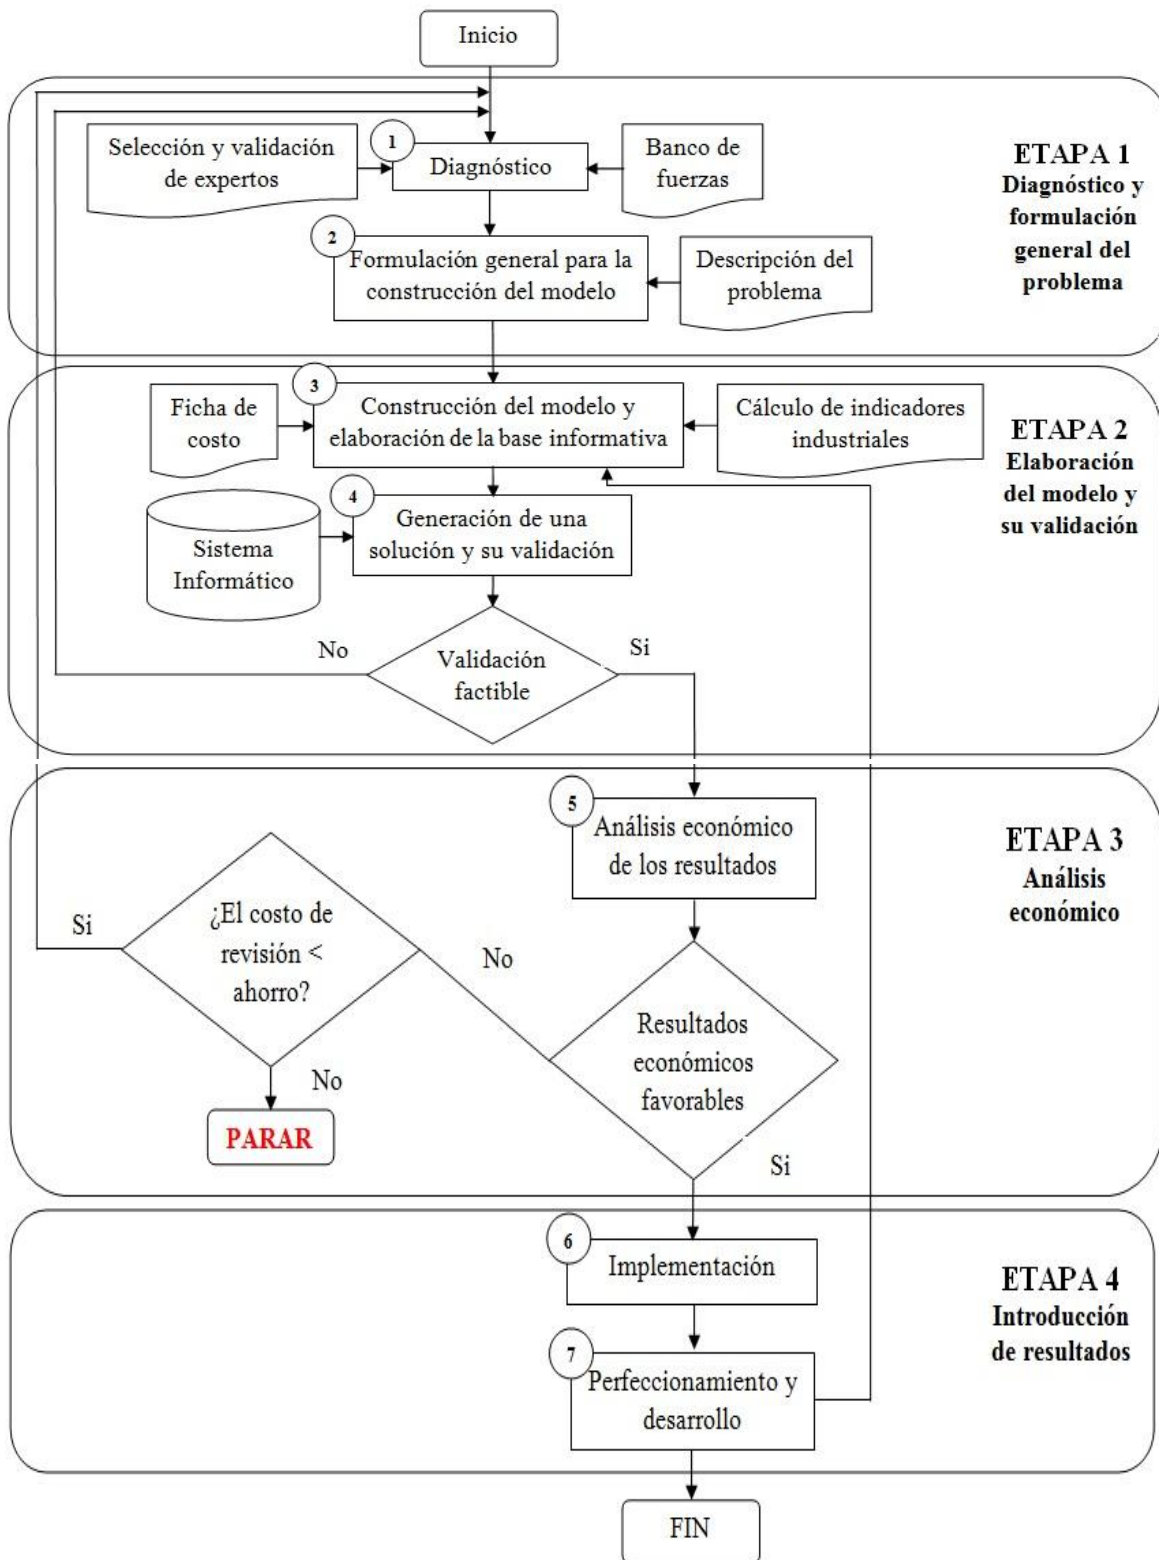 Inicio
ETAPA 1
Diagnóstico y
formulación
general del
problema
Selección y validación
de expertos
1
Diagnóstico
Banco de
fuerzas
2
Formulación general para la
construcción del modelo
Descripción del
problema
ETAPA 2
Elaboración
del modelo y
su validación
Ficha de
costo
3
Construcción del modelo y
elaboración de la base informativa
Cálculo de indicadores
industriales
Sistema
Informático
4
Generación de una
solución y su validación
No
Validación
factible
Si
ETAPA 3
Análisis
económico
5
Análisis económico
de los resultados
Si
¿El costo de
revisión <
ahorro?
No
Resultados
económicos
favorables
No
PARAR
Si
ETAPA 4
Introducción
de resultados
6
Implementación
7
Perfeccionamiento y
desarrollo
FIN